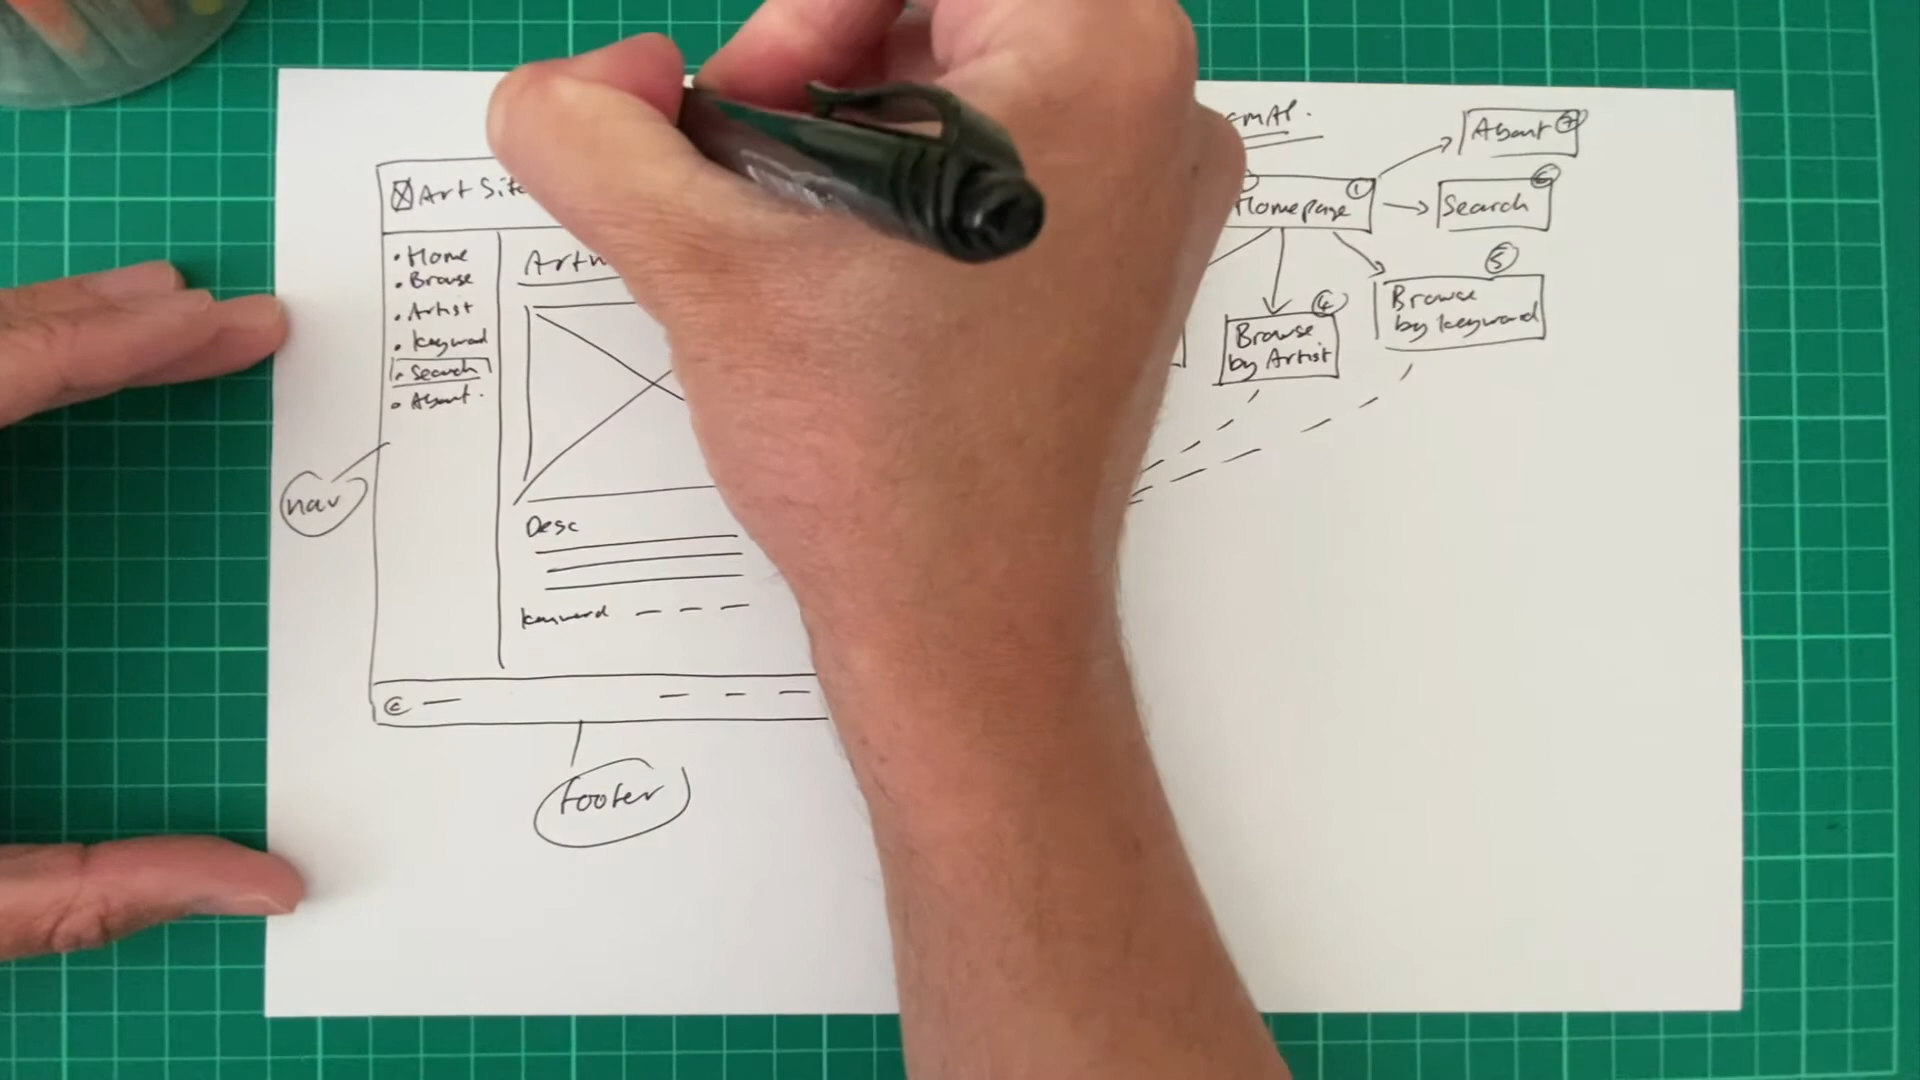 Art Site
• Home
• Browse
• Artist
• keyword
• Search
• About.
nav
Desc
keyword
©
footer
About 7
Homepage 1
Search 6
5
Browse
by keyword
4
Browse
by Artist